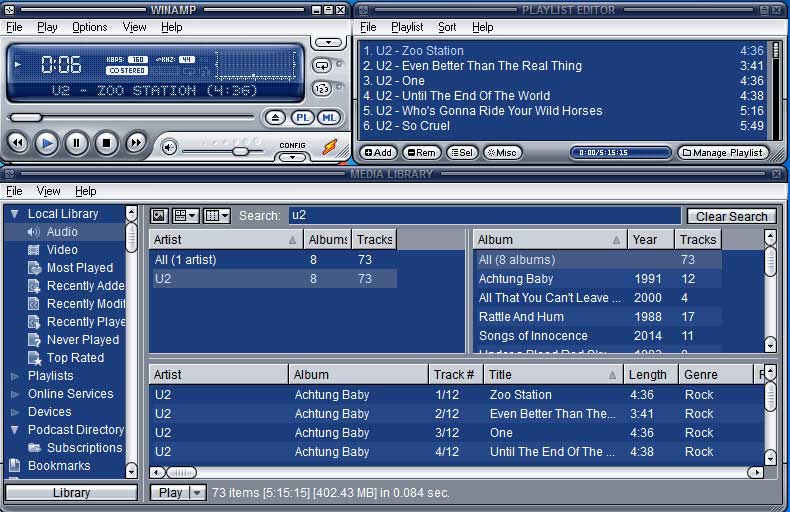 WINAMP
File Play Options View Help
0:06 KBPS: 160 KHZ: 44
STEREO
U2 - ZOO STATION (4:36)
123
PL ML
CONFIG
PLAYLIST EDITOR
File Playlist Sort Help
1. U2 - Zoo Station 4:36
2. U2 - Even Better Than The Real Thing 3:41
3. U2 - One 4:36
4. U2 - Until The End Of The World 4:38
5. U2 - Who's Gonna Ride Your Wild Horses 5:16
6. U2 - So Cruel 5:49
Add Rem Sel Misc 0:00/5:15:15 Manage Playlist
MEDIA LIBRARY
File View Help
Local Library
Audio
Video
Most Played
Recently Adde
Recently Modif
Recently Playe
Never Played
Top Rated
Playlists
Online Services
Devices
Podcast Directory
Subscriptions
Bookmarks
Library
Search: u2 Clear Search
Artist Albums Tracks
All (1 artist) 8 73
U2 8 73
Album Year Tracks
All (8 albums) 73
Achtung Baby 1991 12
All That You Can't Leave ... 2000 4
Rattle And Hum 1988 17
Songs of Innocence 2014 11
Under a Blood Red Sky 1983 8
Artist Album Track # Title Length Genre
U2 Achtung Baby 1/12 Zoo Station 4:36 Rock
U2 Achtung Baby 2/12 Even Better Than The... 3:41 Rock
U2 Achtung Baby 3/12 One 4:36 Rock
U2 Achtung Baby 4/12 Until The End Of The ... 4:38 Rock
Play 73 items [5:15:15] [402.43 MB] in 0.084 sec.